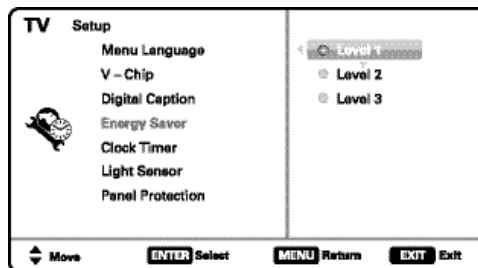 TV Setup
Menu Language
V - Chip
Digital Caption
Energy Saver
Clock Timer
Light Sensor
Panel Protection
Level 1
Level 2
Level 3
Move ENTER Select MENU Return EXIT Exit